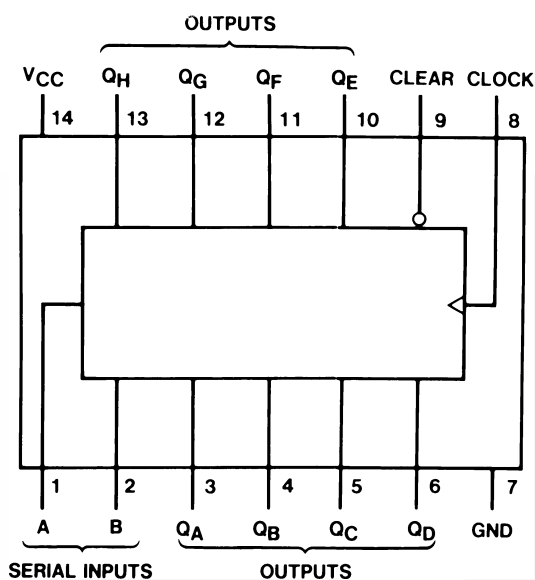 OUTPUTS
VCC QH QG QF QE CLEAR CLOCK
14 13 12 11 10 9 8
1 2 3 4 5 6 7
A B QA QB QC QD GND
SERIAL INPUTS OUTPUTS